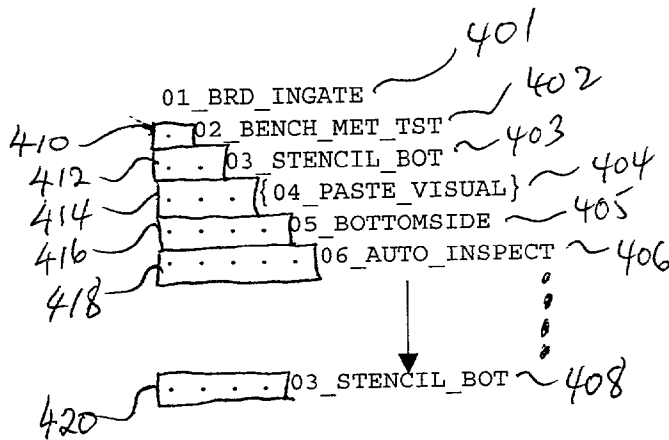 401
01_BRD_INGATE
402
410 . . 02_BENCH_MET_TST
403
412 . . . 03_STENCIL_BOT
404
414 . . . . {04_PASTE_VISUAL}
405
416 . . . . . 05_BOTTOMSIDE
418 . . . . . . 06_AUTO_INSPECT 406
420 . . . . . 03_STENCIL_BOT 408